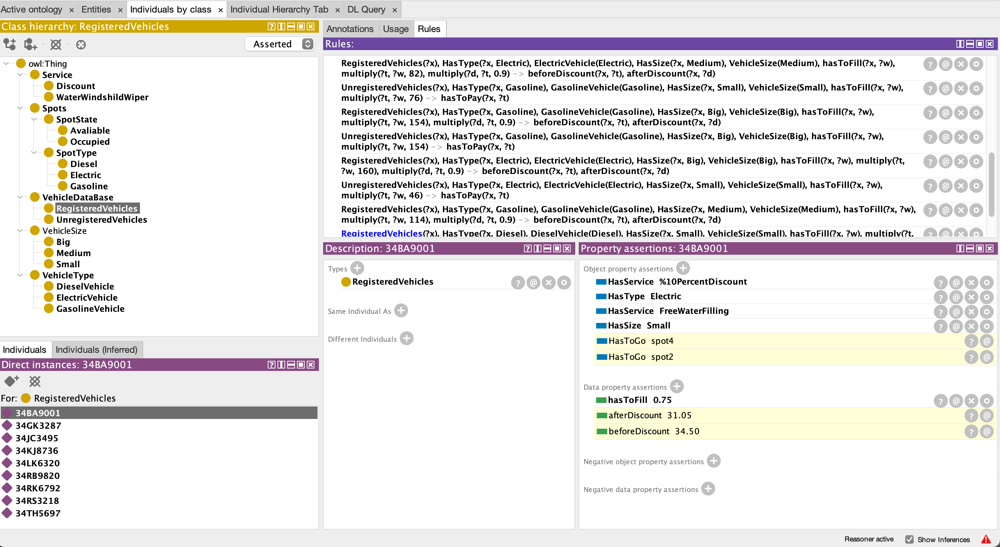 Active ontology × Entities × Individuals by class × Individual Hierarchy Tab × DL Query ×
Class hierarchy: RegisteredVehicles
Asserted
owl:Thing
Service
Discount
WaterWindshildWiper
Spots
SpotState
Avaliable
Occupied
SpotType
Diesel
Electric
Gasoline
VehicleDataBase
RegisteredVehicles
UnregisteredVehicles
VehicleSize
Big
Medium
Small
VehicleType
DieselVehicle
ElectricVehicle
GasolineVehicle
Individuals Individuals (Inferred)
Direct instances: 34BA9001
For: RegisteredVehicles
34BA9001
34GK3287
34JC3495
34KJ8736
34LK6320
34RB9820
34RK6792
34RS3218
34TH5697
Annotations Usage Rules
Rules:
RegisteredVehicles(?x), HasType(?x, Electric), ElectricVehicle(Electric), HasSize(?x, Medium), VehicleSize(Medium), hasToFill(?x, ?w),
multiply(?t, ?w, 82), multiply(?d, ?t, 0.9) -> beforeDiscount(?x, ?t), afterDiscount(?x, ?d)
UnregisteredVehicles(?x), HasType(?x, Gasoline), GasolineVehicle(Gasoline), HasSize(?x, Small), VehicleSize(Small), hasToFill(?x, ?w),
multiply(?t, ?w, 76) -> hasToPay(?x, ?t)
RegisteredVehicles(?x), HasType(?x, Gasoline), GasolineVehicle(Gasoline), HasSize(?x, Big), VehicleSize(Big), hasToFill(?x, ?w),
multiply(?t, ?w, 154), multiply(?d, ?t, 0.9) -> beforeDiscount(?x, ?t), afterDiscount(?x, ?d)
UnregisteredVehicles(?x), HasType(?x, Gasoline), GasolineVehicle(Gasoline), HasSize(?x, Big), VehicleSize(Big), hasToFill(?x, ?w),
multiply(?t, ?w, 154) -> hasToPay(?x, ?t)
RegisteredVehicles(?x), HasType(?x, Electric), ElectricVehicle(Electric), HasSize(?x, Big), VehicleSize(Big), hasToFill(?x, ?w), multiply(?t,
?w, 160), multiply(?d, ?t, 0.9) -> beforeDiscount(?x, ?t), afterDiscount(?x, ?d)
UnregisteredVehicles(?x), HasType(?x, Electric), ElectricVehicle(Electric), HasSize(?x, Small), VehicleSize(Small), hasToFill(?x, ?w),
multiply(?t, ?w, 46) -> hasToPay(?x, ?t)
RegisteredVehicles(?x), HasType(?x, Gasoline), GasolineVehicle(Gasoline), HasSize(?x, Medium), VehicleSize(Medium), hasToFill(?x, ?w),
multiply(?t, ?w, 114), multiply(?d, ?t, 0.9) -> beforeDiscount(?x, ?t), afterDiscount(?x, ?d)
RegisteredVehicles(?x), HasType(?x, Diesel), DieselVehicle(Diesel), HasSize(?x, Small), VehicleSize(Small), hasToFill(?x, ?w), multiply(?t,
Description: 34BA9001
Types
RegisteredVehicles
Same Individual As
Different Individuals
Property assertions: 34BA9001
Object property assertions
HasService %10PercentDiscount
HasType Electric
HasService FreeWaterFilling
HasSize Small
HasToGo spot4
HasToGo spot2
Data property assertions
hasToFill 0.75
afterDiscount 31.05
beforeDiscount 34.50
Negative object property assertions
Negative data property assertions
Reasoner active Show Inferences